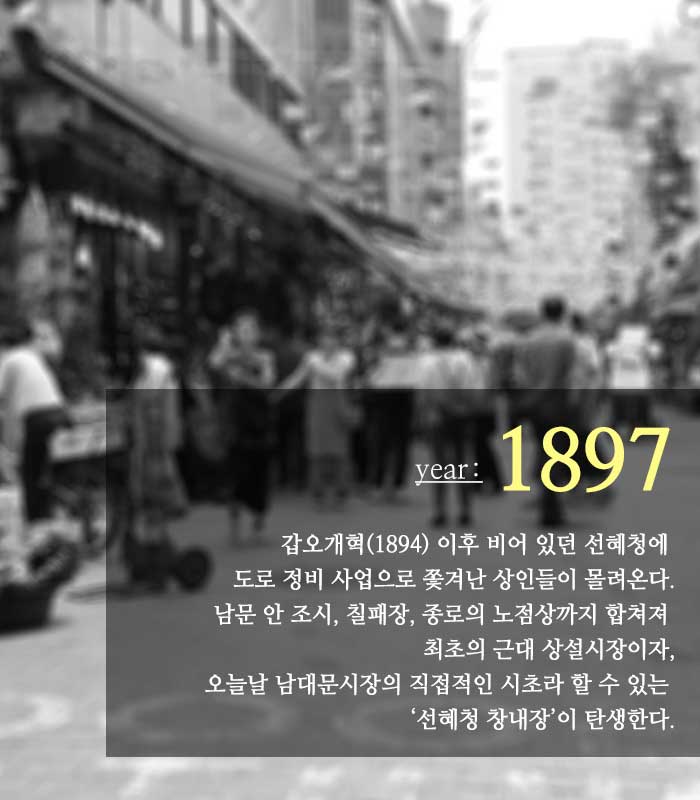 year: 1897
갑오개혁(1894) 이후 비어 있던 선혜청에
도로 정비 사업으로 쫓겨난 상인들이 몰려온다.
남문 안 조시, 칠패장, 종로의 노점상까지 합쳐져
최초의 근대 상설시장이자,
오늘날 남대문시장의 직접적인 시초라 할 수 있는
‘선혜청 창내장’이 탄생한다.